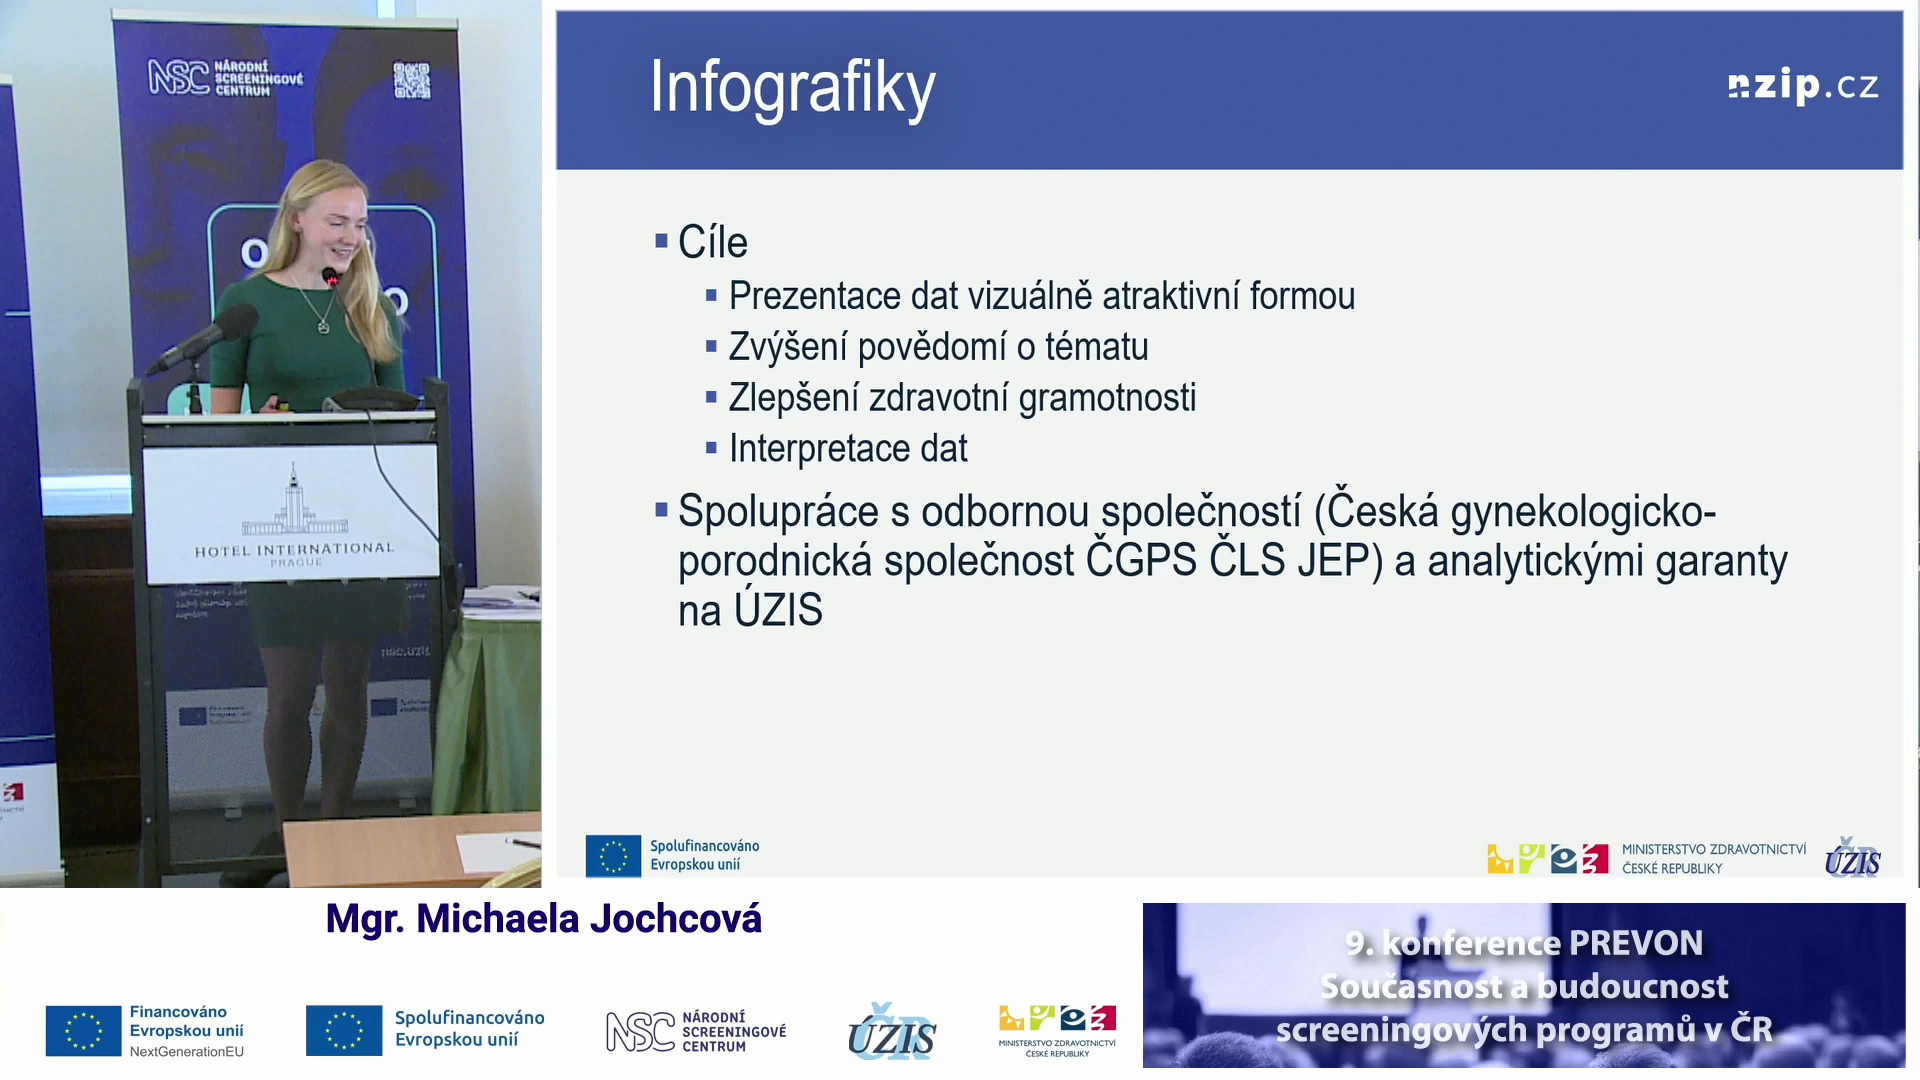 NSC NÁRODNÍ
SCREENINGOVÉ
CENTRUM
HOTEL INTERNATIONAL
PRAGUE
Infografiky
nzip.cz
Cíle
Prezentace dat vizuálně atraktivní formou
Zvýšení povědomí o tématu
Zlepšení zdravotní gramotnosti
Interpretace dat
Spolupráce s odbornou společností (Česká gynekologicko-
porodnická společnost ČGPS ČLS JEP) a analytickými garanty
na ÚZIS
Spolufinancováno
Evropskou unií
MINISTERSTVO ZDRAVOTNICTVÍ
ČESKÉ REPUBLIKY
ÚZIS ČR
Mgr. Michaela Jochcová
9. konference PREVON
Současnost a budoucnost
screeningových programů v ČR
Financováno
Evropskou unií
NextGenerationEU
Spolufinancováno
Evropskou unií
NSC NÁRODNÍ
SCREENINGOVÉ
CENTRUM
ÚZIS ČR
MINISTERSTVO ZDRAVOTNICTVÍ
ČESKÉ REPUBLIKY